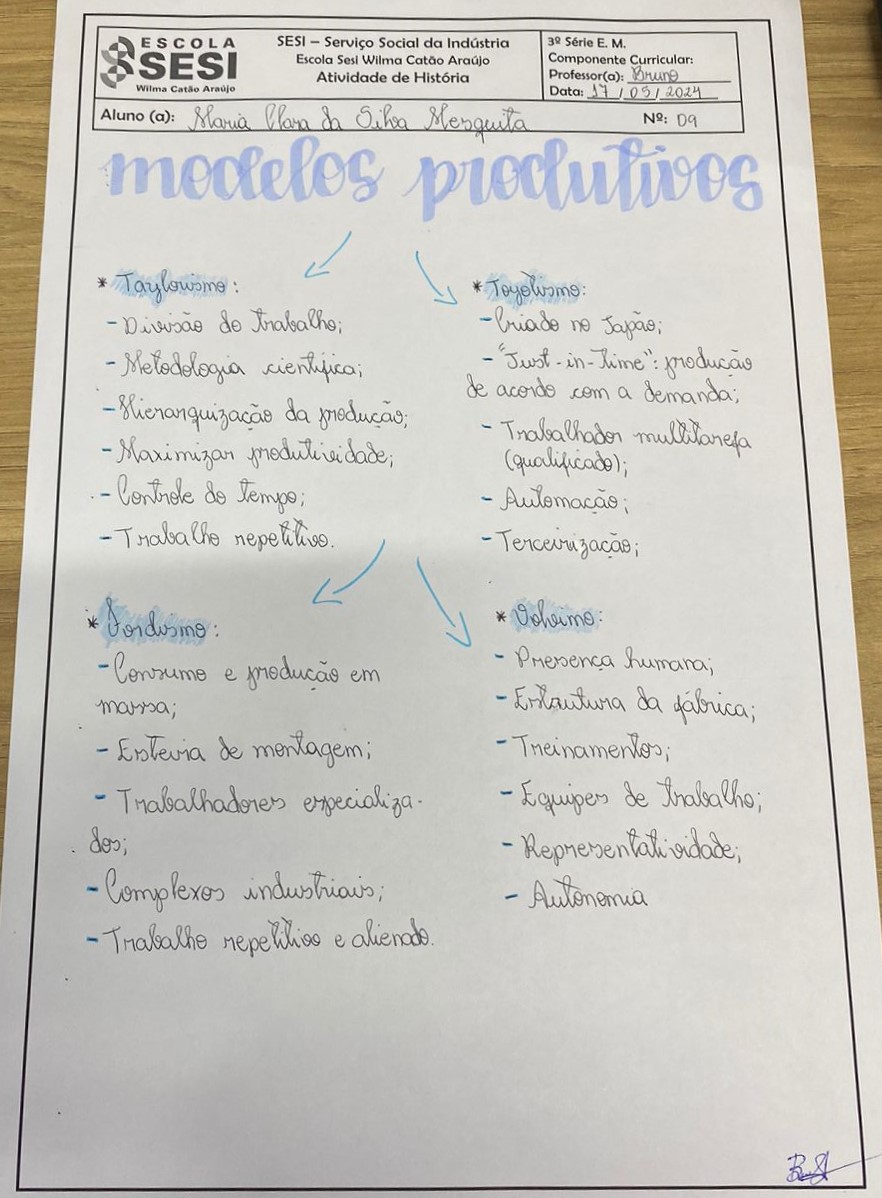 ESCOLA
SESI
Wilma Catão Araújo
SESI – Serviço Social da Indústria
Escola Sesi Wilma Catão Araújo
Atividade de História
3º Série E. M.
Componente Curricular:
Professor(a): Bruno
Data: 17/05/2024
Aluno (a): Maria Clara da Silva Mesquita
Nº: 09
modelos produtivos
* Taylorismo:
- Divisão do trabalho;
- Metodologia científica;
- Hierarquização da produção;
- Maximizar produtividade;
- Controle do tempo;
- Trabalho repetitivo.
* Toyotismo:
- Criado no Japão;
- "Just-in-time": produção
de acordo com a demanda;
- Trabalhador multitarefa
(qualificado);
- Automação;
- Terceirização;
* Fordismo:
- Consumo e produção em
massa;
- Esteira de montagem;
- Trabalhadores especializa-
dos;
- Complexos industriais;
- Trabalho repetitivo e alienado.
* Volvimo:
- Presença humana;
- Estrutura da fábrica;
- Treinamentos;
- Equipes de trabalho;
- Representatividade;
- Autonomia